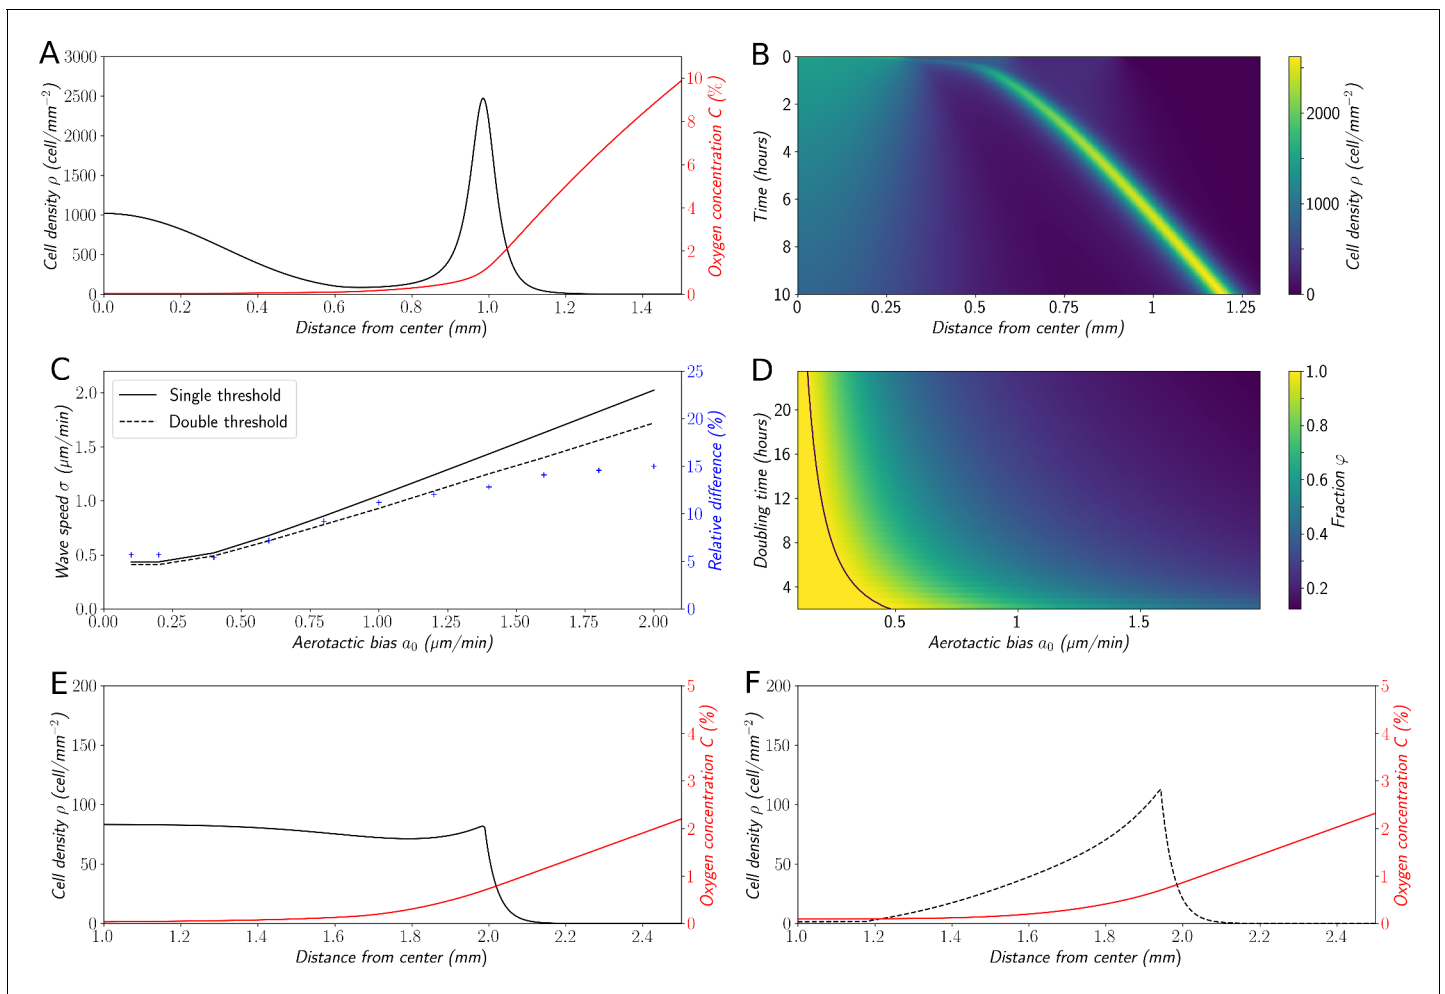 A
3000
2500
2000
1500
1000
500
0
Cell density ρ (cell/mm⁻²)
10
8
6
4
2
0
Oxygen concentration C (%)
0.0 0.2 0.4 0.6 0.8 1.0 1.2 1.4
Distance from center (mm)
B
0
2
4
6
8
10
Time (hours)
0 0.25 0.5 0.75 1 1.25
Distance from center (mm)
2000
1000
0
Cell density ρ (cell/mm⁻²)
C
2.0
1.5
1.0
0.5
0.0
Wave speed σ (μm/min)
Single threshold
Double threshold
25
20
15
10
5
0
Relative difference (%)
0.00 0.25 0.50 0.75 1.00 1.25 1.50 1.75 2.00
Aerotactic bias a₀ (μm/min)
D
20
16
12
8
4
Doubling time (hours)
0.5 1 1.5
Aerotactic bias a₀ (μm/min)
1.0
0.8
0.6
0.4
0.2
Fraction φ
E
200
150
100
50
0
Cell density ρ (cell/mm⁻²)
5
4
3
2
1
0
Oxygen concentration C (%)
1.0 1.2 1.4 1.6 1.8 2.0 2.2 2.4
Distance from center (mm)
F
200
150
100
50
0
Cell density ρ (cell/mm⁻²)
5
4
3
2
1
0
Oxygen concentration C (%)
1.0 1.2 1.4 1.6 1.8 2.0 2.2 2.4
Distance from center (mm)